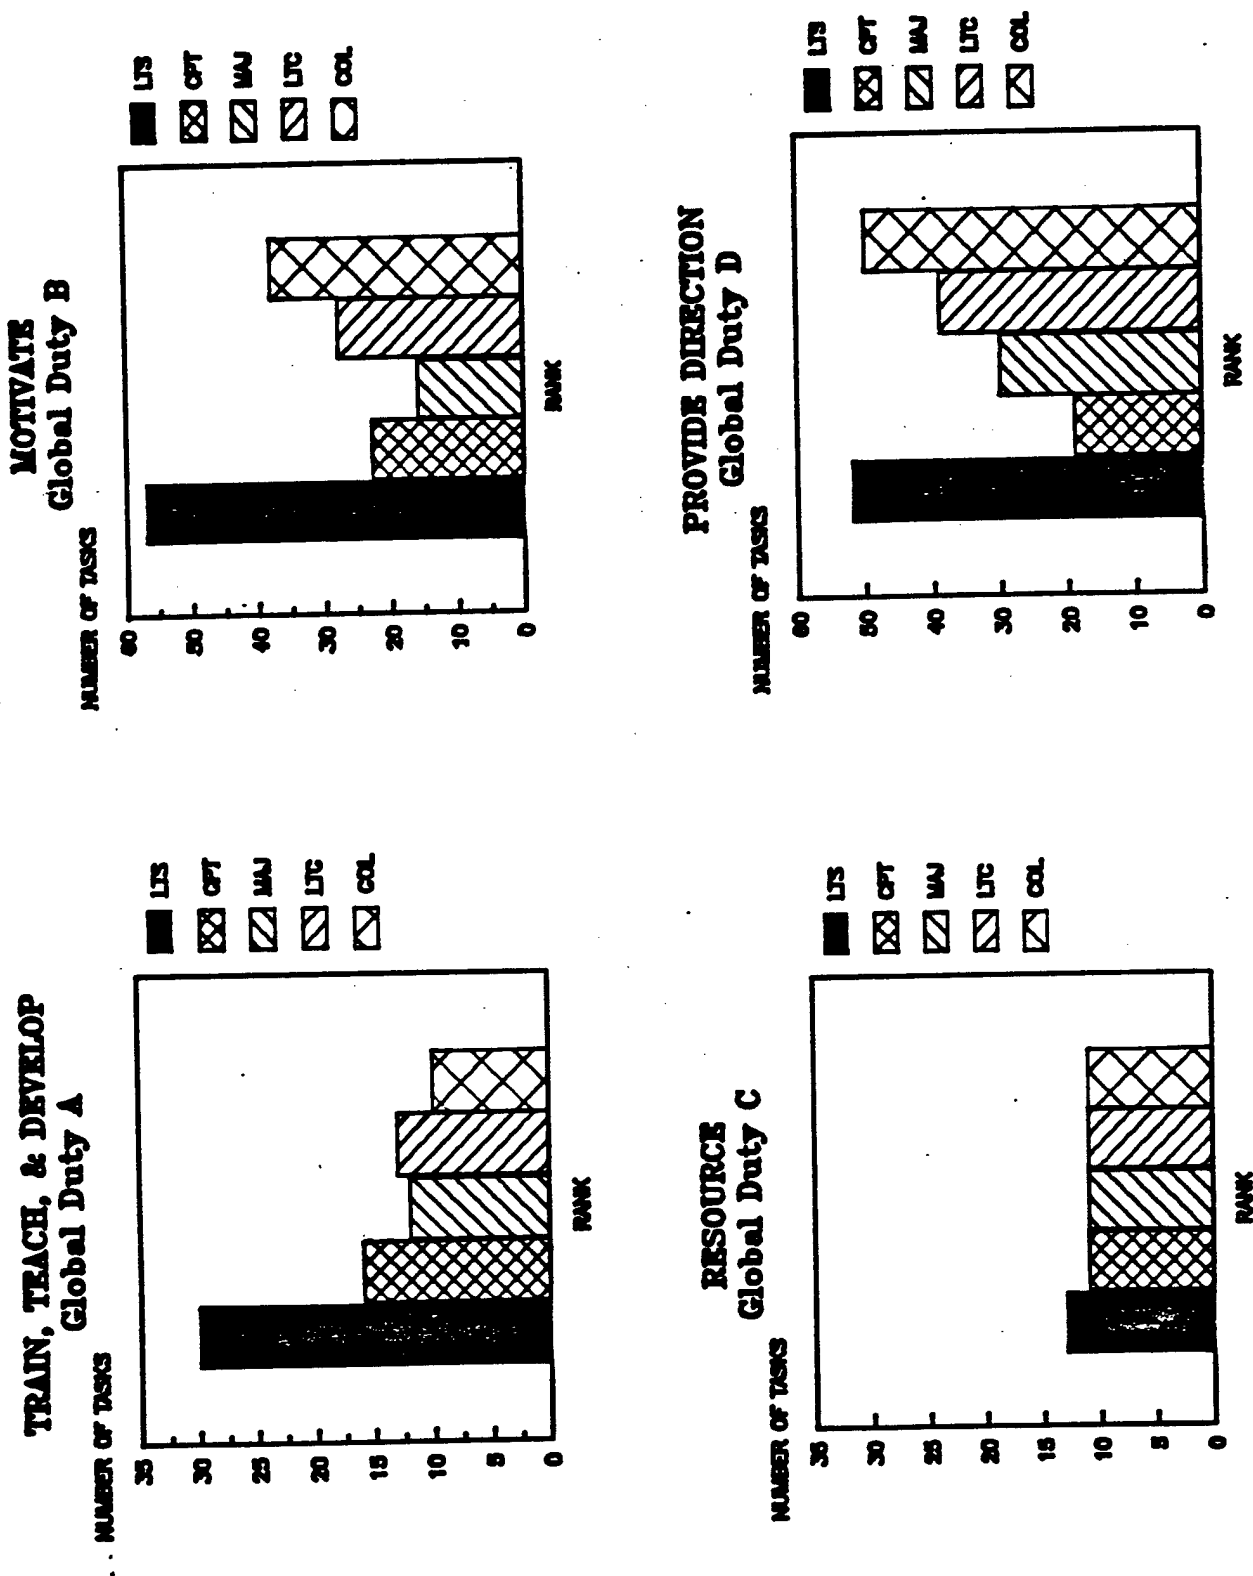 TRAIN, TEACH, & DEVELOP
Global Duty A
NUMBER OF TASKS
35
30
25
20
15
10
5
0
RANK
LTS
CPT
MAJ
LTC
COL
MOTIVATE
Global Duty B
NUMBER OF TASKS
60
50
40
30
20
10
0
RANK
LTS
CPT
MAJ
LTC
COL
RESOURCE
Global Duty C
NUMBER OF TASKS
35
30
25
20
15
10
5
0
RANK
LTS
CPT
MAJ
LTC
COL
PROVIDE DIRECTION
Global Duty D
NUMBER OF TASKS
60
50
40
30
20
10
0
RANK
LTS
CPT
MAJ
LTC
COL